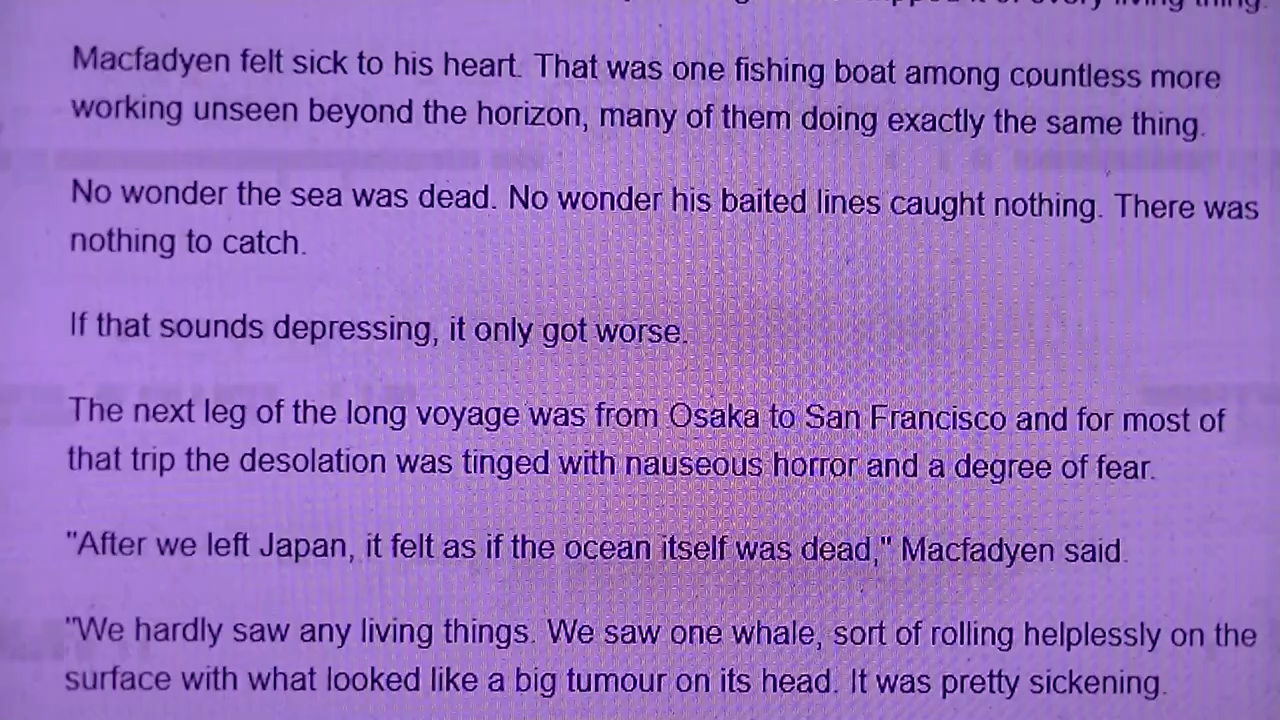 every living thing.
Macfadyen felt sick to his heart. That was one fishing boat among countless more
working unseen beyond the horizon, many of them doing exactly the same thing.
No wonder the sea was dead. No wonder his baited lines caught nothing. There was
nothing to catch.
If that sounds depressing, it only got worse.
The next leg of the long voyage was from Osaka to San Francisco and for most of
that trip the desolation was tinged with nauseous horror and a degree of fear.
"After we left Japan, it felt as if the ocean itself was dead," Macfadyen said.
"We hardly saw any living things. We saw one whale, sort of rolling helplessly on the
surface with what looked like a big tumour on its head. It was pretty sickening.